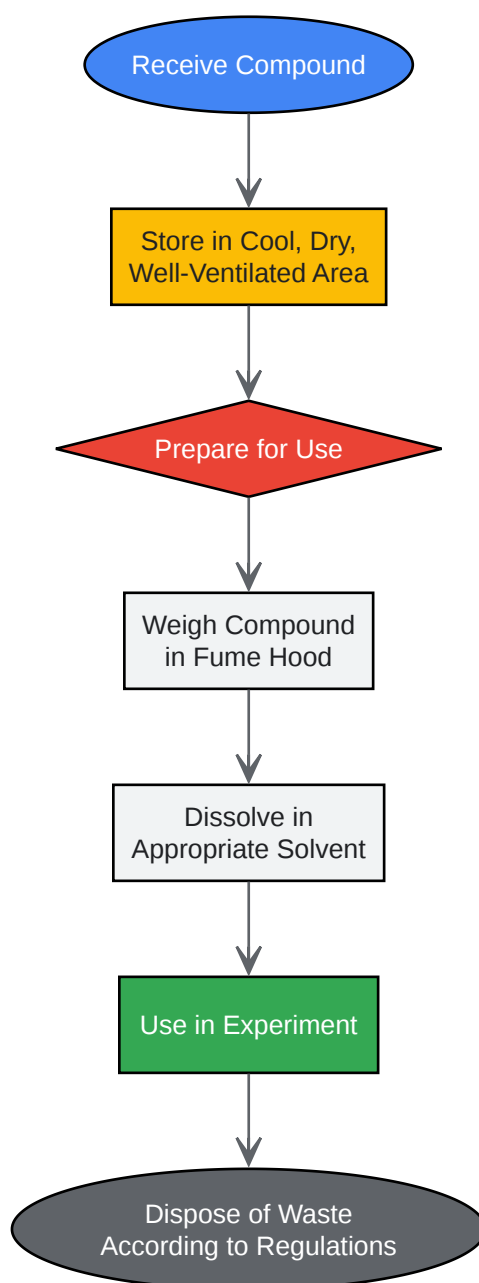 Receive Compound
Store in Cool, Dry,
Well-Ventilated Area
Prepare for Use
Weigh Compound
in Fume Hood
Dissolve in
Appropriate Solvent
Use in Experiment
Dispose of Waste
According to Regulations